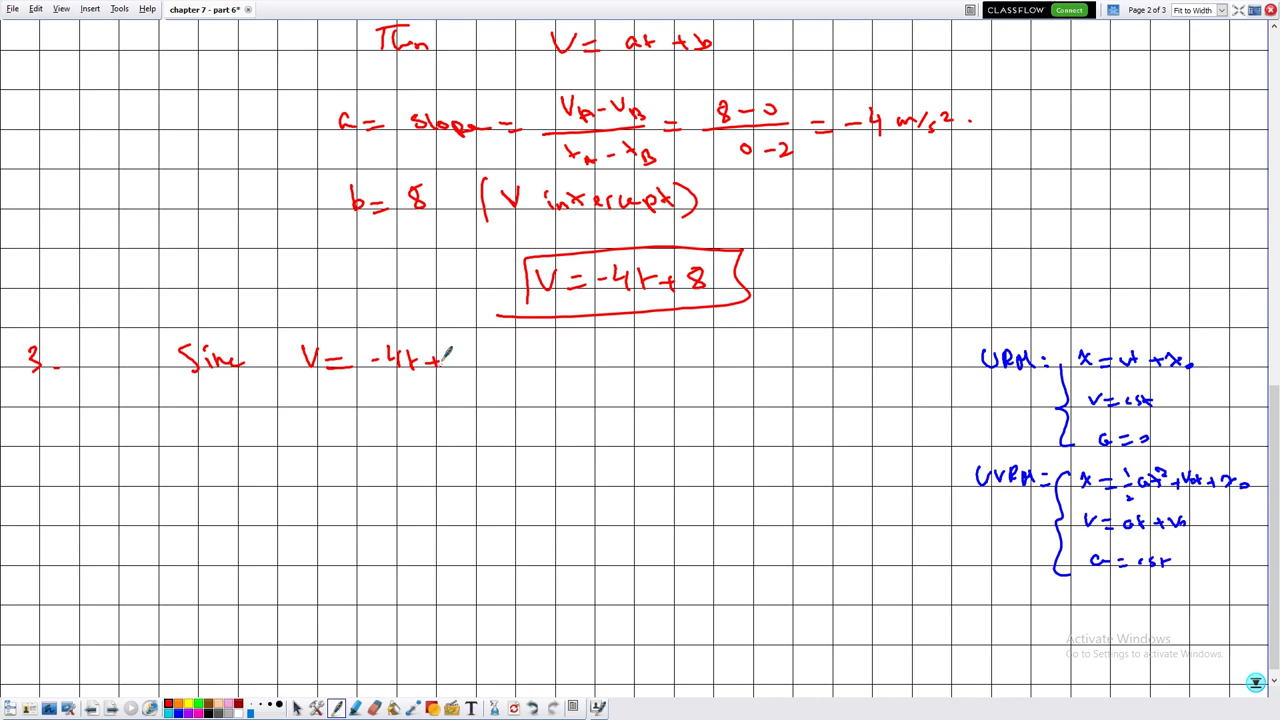 File Edit View Insert Tools Help chapter 7 - part 6* CLASSFLOW Connect Page 2 of 3 Fit to Width
Then V = at + b
a = slope = (VA - VB)/(tA - tB) = (8 - 0)/(0 - 2) = -4 m/s².
b = 8 (V intercept)
V = -4t + 8
3. Since V = -4t +
URM: x = vt + x₀
v = cst
a = 0
UVRM = x = 1/2 at² + V₀t + x₀
v = at + v₀
a = cst
Activate Windows
Go to Settings to activate Windows.
T